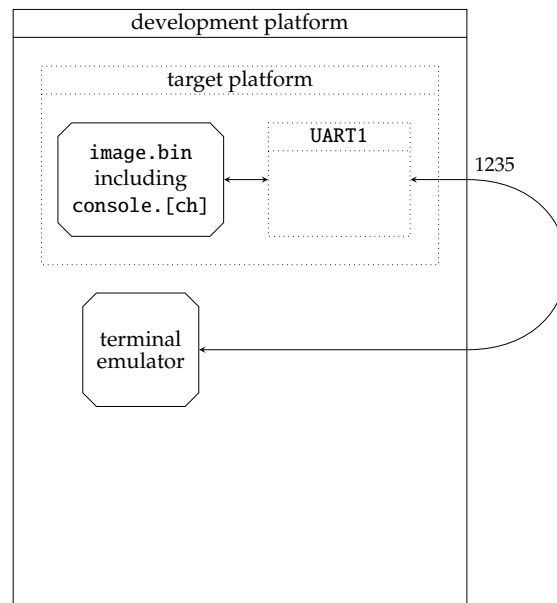 development platform
target platform
UART1
image.bin
including
console.[ch]
1235
terminal
emulator